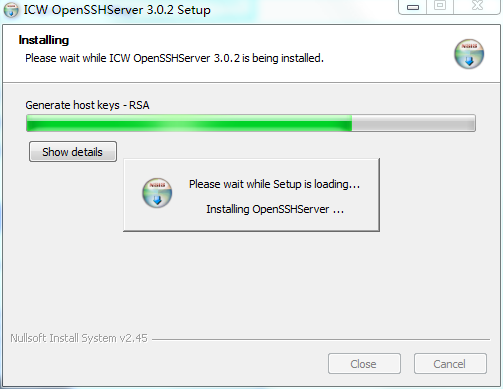 ICW OpenSSHServer 3.0.2 Setup
Installing
Please wait while ICW OpenSSHServer 3.0.2 is being installed.
Generate host keys - RSA
Show details
Please wait while Setup is loading...
Installing OpenSSHServer ...
Nullsoft Install System v2.45
Close
Cancel